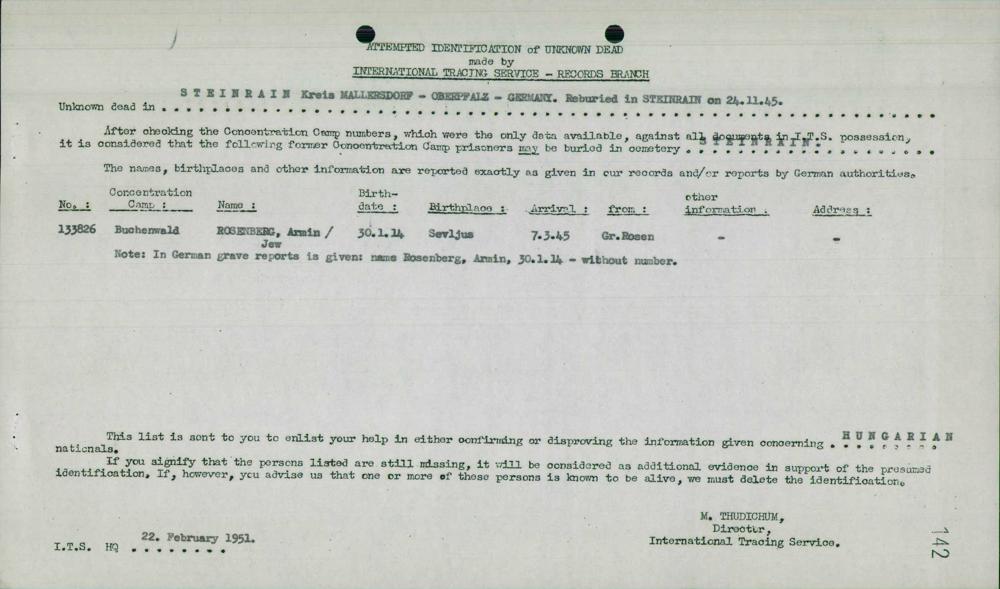 ATTEMPTED IDENTIFICATION of UNKNOWN DEAD
made by
INTERNATIONAL TRACING SERVICE - RECORDS BRANCH
Unknown dead in S T E I N R A I N Kreis MALLERSDORF - OBERPFALZ - GERMANY. Reburied in STEINRAIN on 24.11.45.
After checking the Concentration Camp numbers, which were the only data available, against all documents in I.T.S. possession,
it is considered that the following former Concentration Camp prisoners may be buried in cemetery S T E I N R A I N.
The names, birthplaces and other information are reported exactly as given in our records and/or reports by German authorities.
No. : Concentration Camp : Name : Birth-date : Birthplace : Arrival : from : other information : Address :
133826 Buchenwald ROSENBERG, Armin / 30.1.14 Sevljus 7.3.45 Gr.Rosen - -
Jew
Note: In German grave reports is given: name Rosenberg, Armin, 30.1.14 - without number.
This list is sent to you to enlist your help in either confirming or disproving the information given concerning H U N G A R I A N
nationals.
If you signify that the persons listed are still missing, it will be considered as additional evidence in support of the presumed
identification. If, however, you advise us that one or more of these persons is known to be alive, we must delete the identification.
M. THUDICHUM,
Director,
International Tracing Service.
I.T.S. HQ 22. February 1951.
142